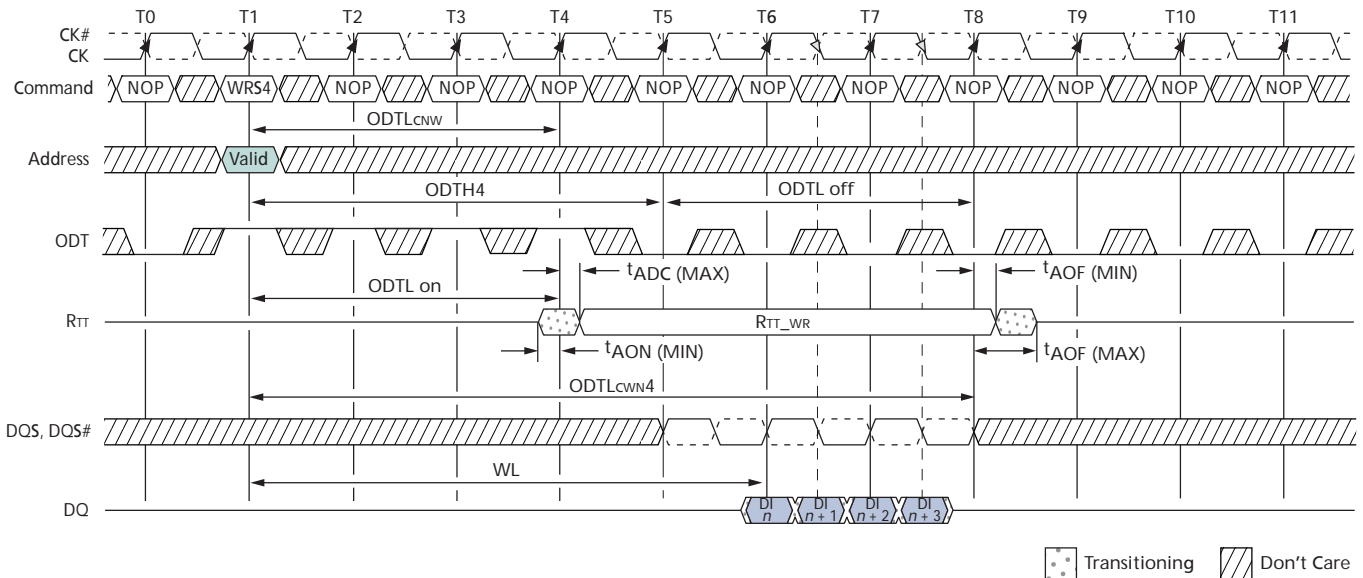 T0 T1 T2 T3 T4 T5 T6 T7 T8 T9 T10 T11
CK#
CK
Command NOP WRS4 NOP NOP NOP NOP NOP NOP NOP NOP NOP NOP
ODTLCNW
Address Valid
ODTH4 ODTL off
ODT
tADC (MAX) tAOF (MIN)
ODTL on
RTT RTT_WR
tAON (MIN) tAOF (MAX)
ODTLCWN4
DQS, DQS#
WL
DQ DI n DI n + 1 DI n + 2 DI n + 3
Transitioning Don't Care